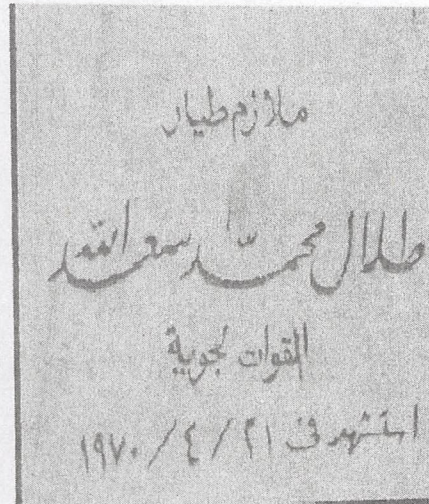 ملازم طيار
طلال محمد سعد الله
القوات الجوية
استشهد في ٢١ / ٤ / ١٩٧٠